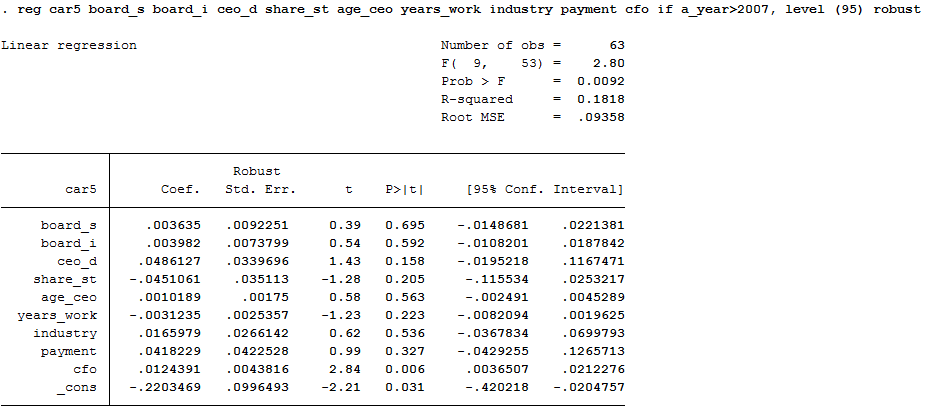 . reg car5 board_s board_i ceo_d share_st age_ceo years_work industry payment cfo if a_year>2007, level (95) robust
Linear regression Number of obs = 63
F( 9, 53) = 2.80
Prob > F = 0.0092
R-squared = 0.1818
Root MSE = .09358
Robust
car5 Coef. Std. Err. t P>|t| [95% Conf. Interval]
board_s .003635 .0092251 0.39 0.695 -.0148681 .0221381
board_i .003982 .0073799 0.54 0.592 -.0108201 .0187842
ceo_d .0486127 .0339696 1.43 0.158 -.0195218 .1167471
share_st -.0451061 .035113 -1.28 0.205 -.115534 .0253217
age_ceo .0010189 .00175 0.58 0.563 -.002491 .0045289
years_work -.0031235 .0025357 -1.23 0.223 -.0082094 .0019625
industry .0165979 .0266142 0.62 0.536 -.0367834 .0699793
payment .0418229 .0422528 0.99 0.327 -.0429255 .1265713
cfo .0124391 .0043816 2.84 0.006 .0036507 .0212276
_cons -.2203469 .0996493 -2.21 0.031 -.420218 -.0204757